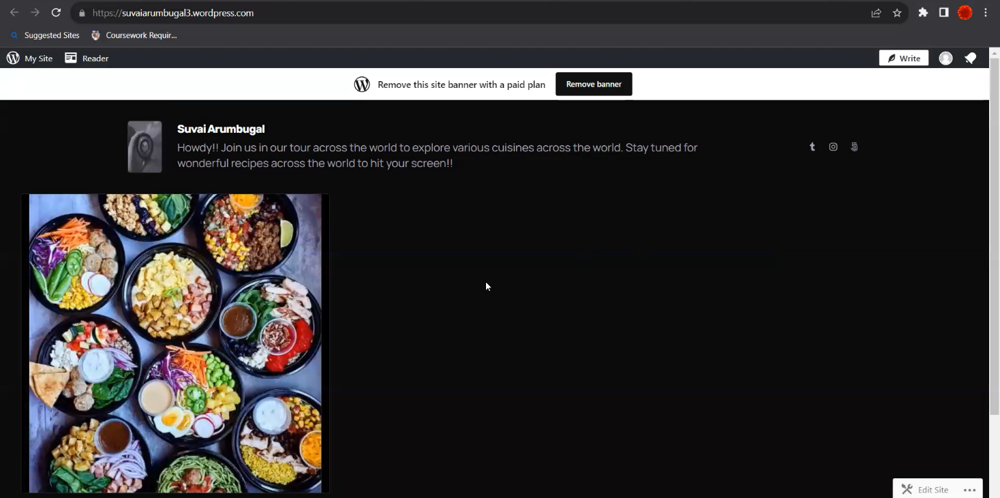 https://suvaiarumbugal3.wordpress.com
Suggested Sites Coursework Requir...
My Site Reader Write
Remove this site banner with a paid plan Remove banner
Suvai Arumbugal
Howdy!! Join us in our tour across the world to explore various cuisines across the world. Stay tuned for
wonderful recipes across the world to hit your screen!!
Edit Site